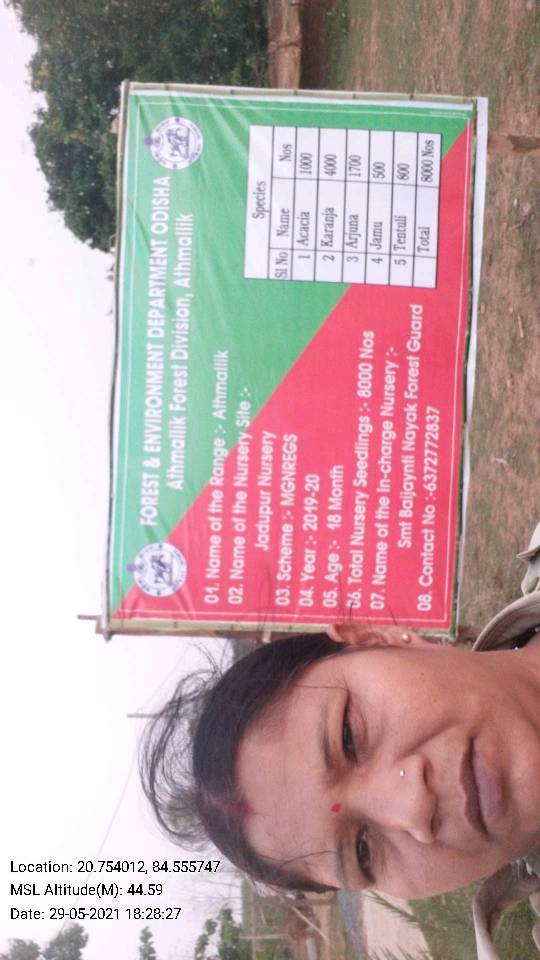 FOREST & ENVIRONMENT DEPARTMENT ODISHA
Athmallik Forest Division, Athmallik
01. Name of the Range :- Athmallik
02. Name of the Nursery Site :-
Jadupur Nursery
03. Scheme :- MGNREGS
04. Year :- 2019-20
05. Age :- 18 Month
06. Total Nursery Seedlings :- 8000 Nos
07. Name of the In-charge Nursery :-
Smt Baijaynti Nayak Forest Guard
08. Contact No :-6372772837
Species
Sl No Name Nos
1 Acacia 1000
2 Karanja 4000
3 Arjuna 1700
4 Jamu 500
5 Tentuli 800
Total 8000 Nos
Location: 20.754012, 84.555747
MSL Altitude(M): 44.59
Date: 29-05-2021 18:28:27